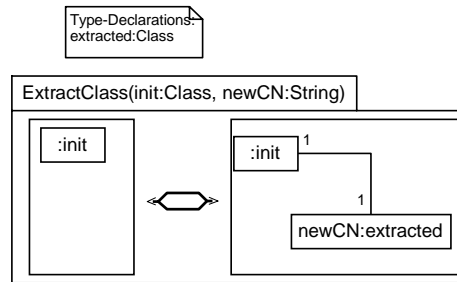 Type-Declarations:
extracted:Class
ExtractClass(init:Class, newCN:String)
:init
:init
1
1
newCN:extracted